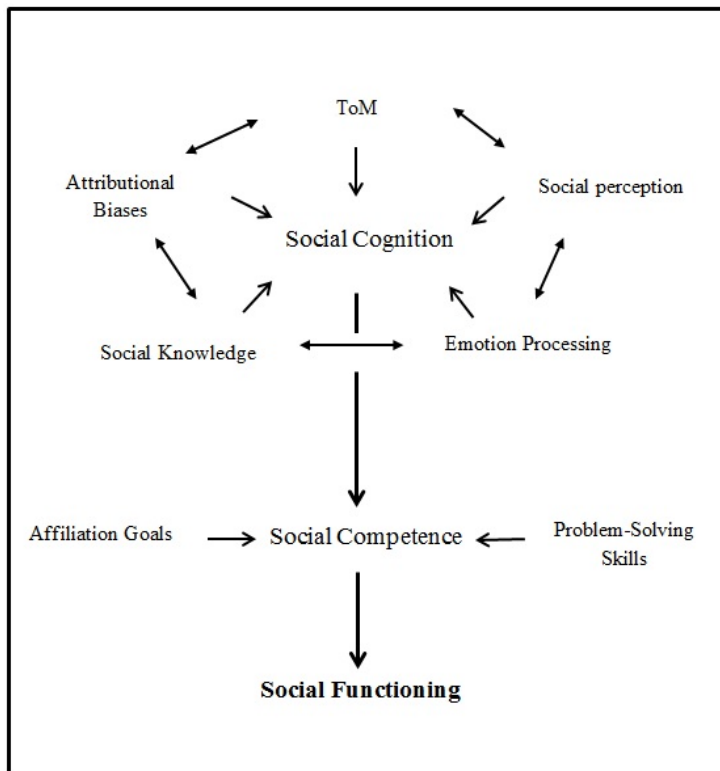 ToM
Attributional
Biases
Social perception
Social Cognition
Social Knowledge
Emotion Processing
Affiliation Goals
Social Competence
Problem-Solving
Skills
Social Functioning